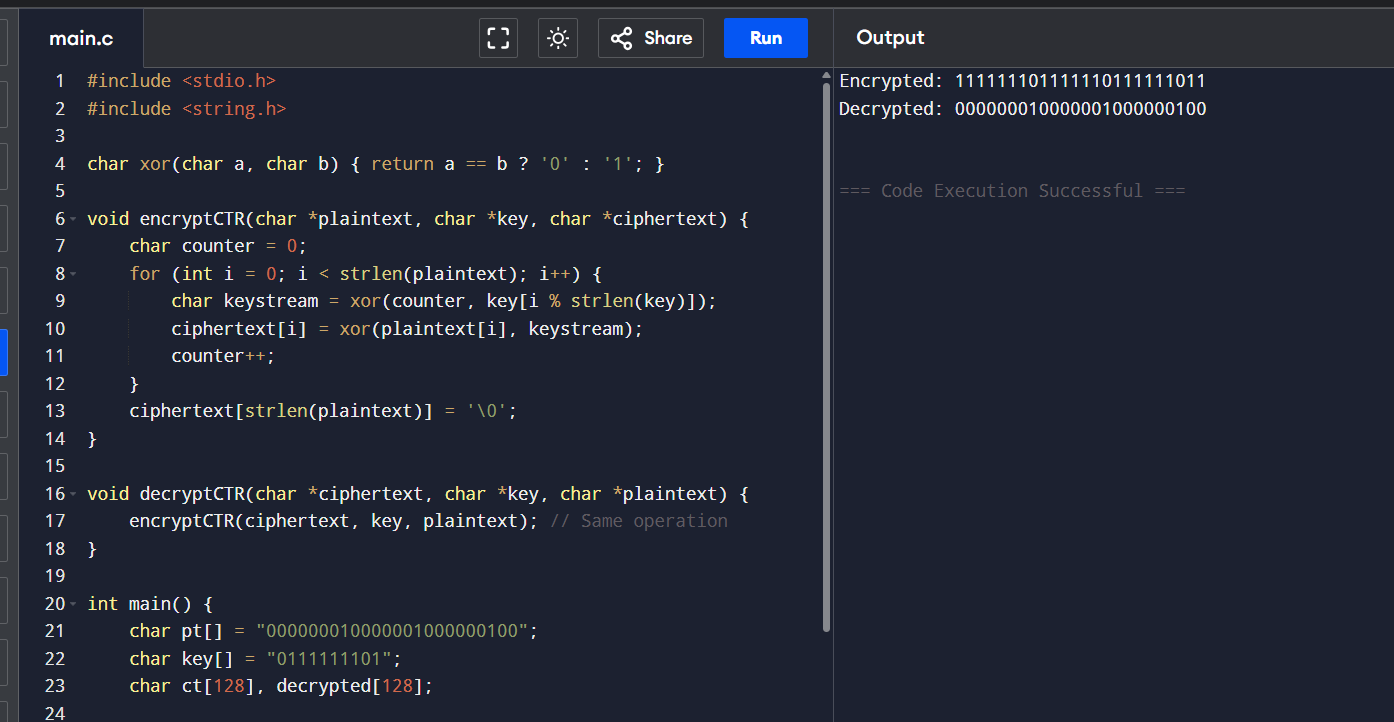 main.c
Share
Run
Output
1 #include <stdio.h>
2 #include <string.h>
3
4 char xor(char a, char b) { return a == b ? '0' : '1'; }
5
6 void encryptCTR(char *plaintext, char *key, char *ciphertext) {
7     char counter = 0;
8     for (int i = 0; i < strlen(plaintext); i++) {
9         char keystream = xor(counter, key[i % strlen(key)]);
10         ciphertext[i] = xor(plaintext[i], keystream);
11         counter++;
12     }
13     ciphertext[strlen(plaintext)] = '\0';
14 }
15
16 void decryptCTR(char *ciphertext, char *key, char *plaintext) {
17     encryptCTR(ciphertext, key, plaintext); // Same operation
18 }
19
20 int main() {
21     char pt[] = "000000010000001000000100";
22     char key[] = "0111111101";
23     char ct[128], decrypted[128];
24
Encrypted: 111111101111110111111011
Decrypted: 000000010000001000000100
=== Code Execution Successful ===